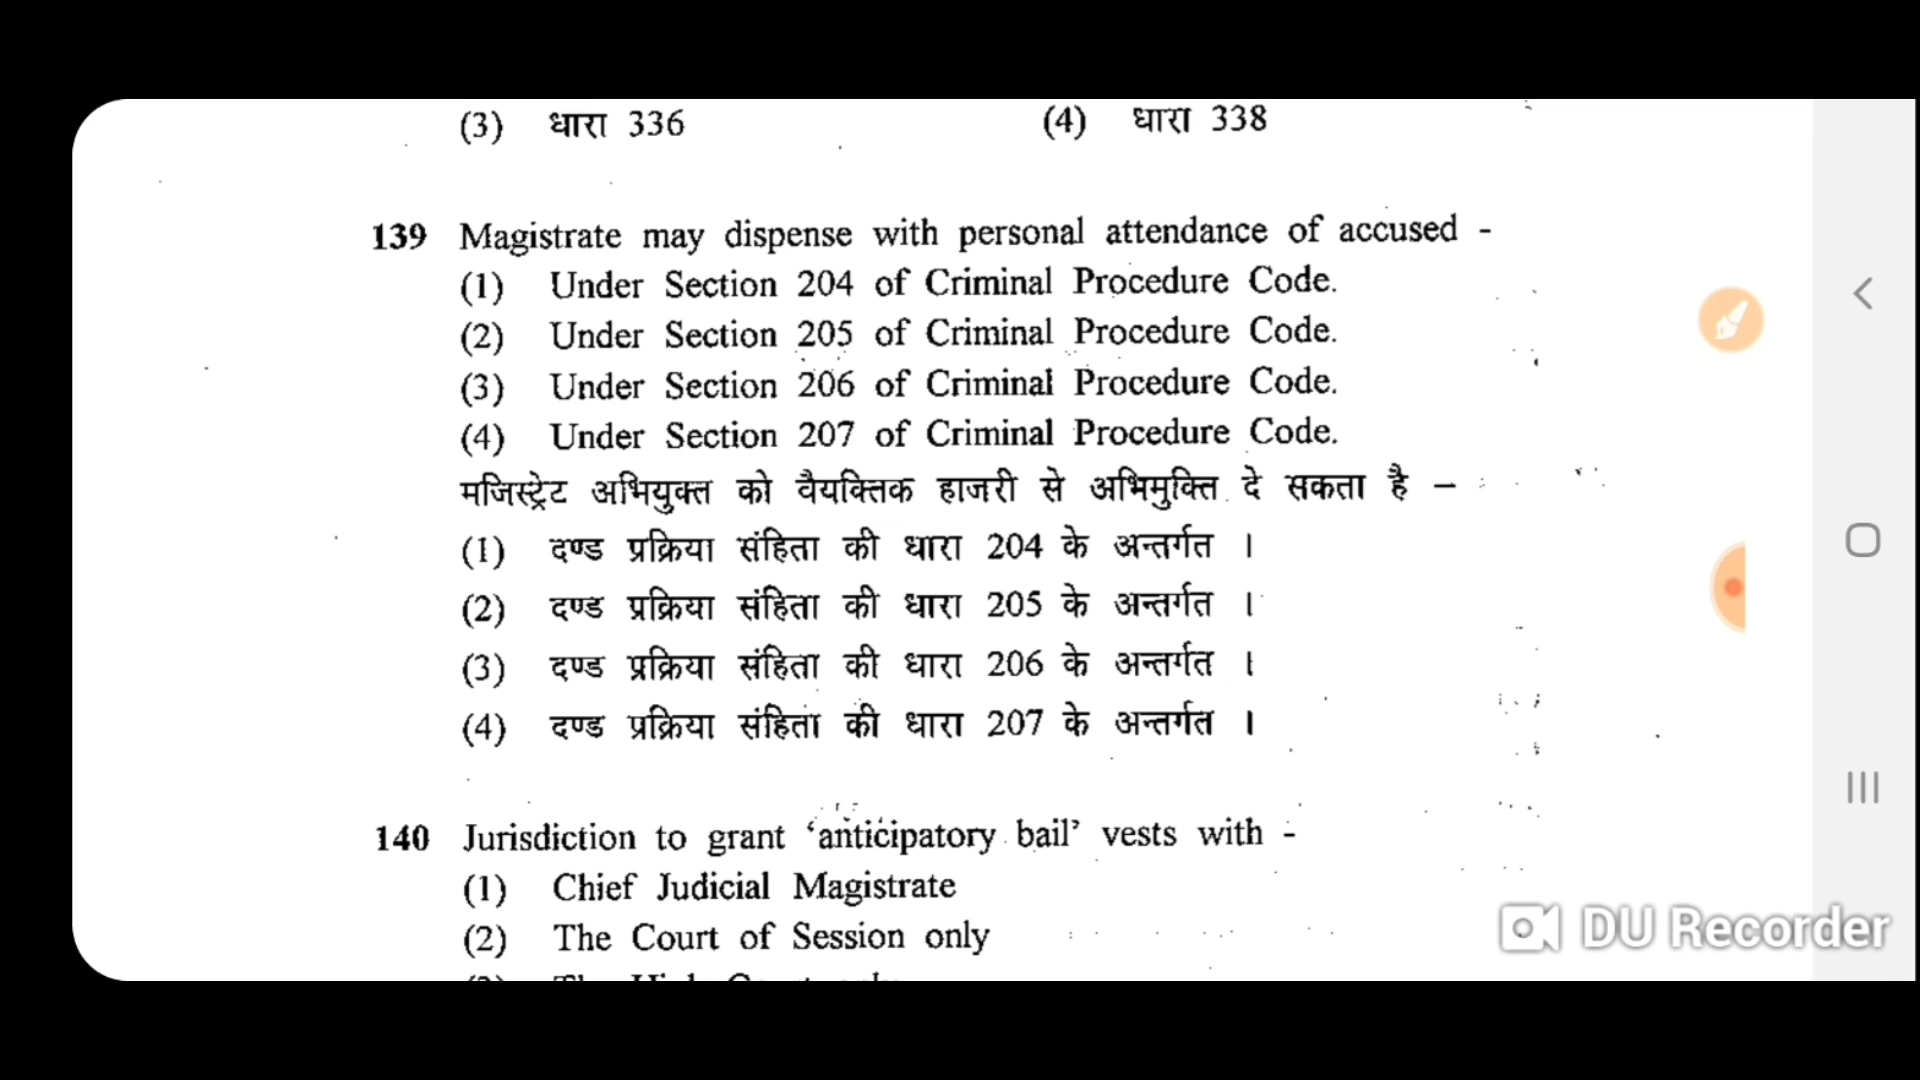 (3) धारा 336 (4) धारा 338
139 Magistrate may dispense with personal attendance of accused -
(1) Under Section 204 of Criminal Procedure Code.
(2) Under Section 205 of Criminal Procedure Code.
(3) Under Section 206 of Criminal Procedure Code.
(4) Under Section 207 of Criminal Procedure Code.
मजिस्ट्रेट अभियुक्त को वैयक्तिक हाजरी से अभिमुक्ति दे सकता है –
(1) दण्ड प्रक्रिया संहिता की धारा 204 के अन्तर्गत ।
(2) दण्ड प्रक्रिया संहिता की धारा 205 के अन्तर्गत ।
(3) दण्ड प्रक्रिया संहिता की धारा 206 के अन्तर्गत ।
(4) दण्ड प्रक्रिया संहिता की धारा 207 के अन्तर्गत ।
140 Jurisdiction to grant ‘anticipatory bail’ vests with -
(1) Chief Judicial Magistrate
(2) The Court of Session only
DU Recorder